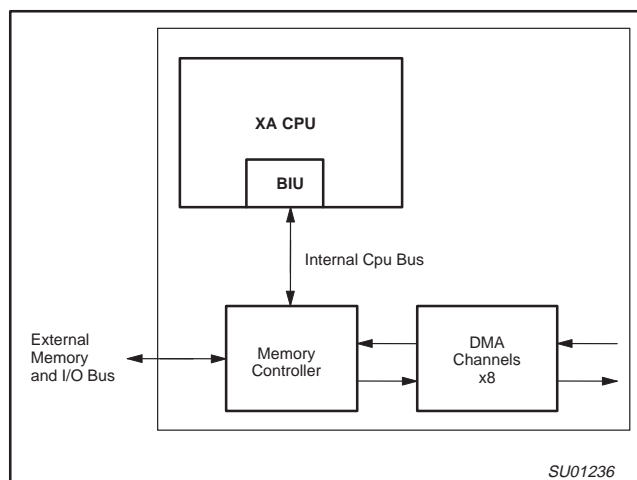 XA CPU
BIU
Internal Cpu Bus
External
Memory
and I/O Bus
Memory
Controller
DMA
Channels
x8
SU01236